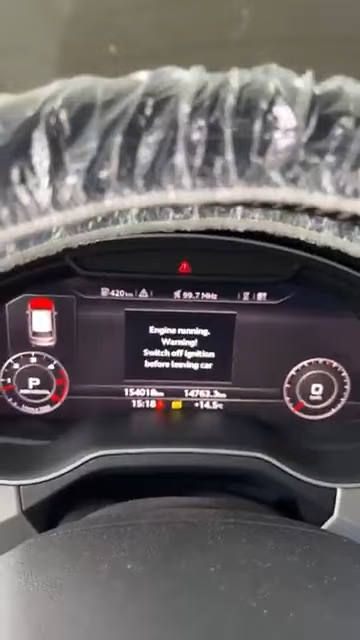 420km
99.7 MHz
Engine running.
Warning!
Switch off ignition
before leaving car
P
0
154018km
14763.3km
15:18
+14.5°C